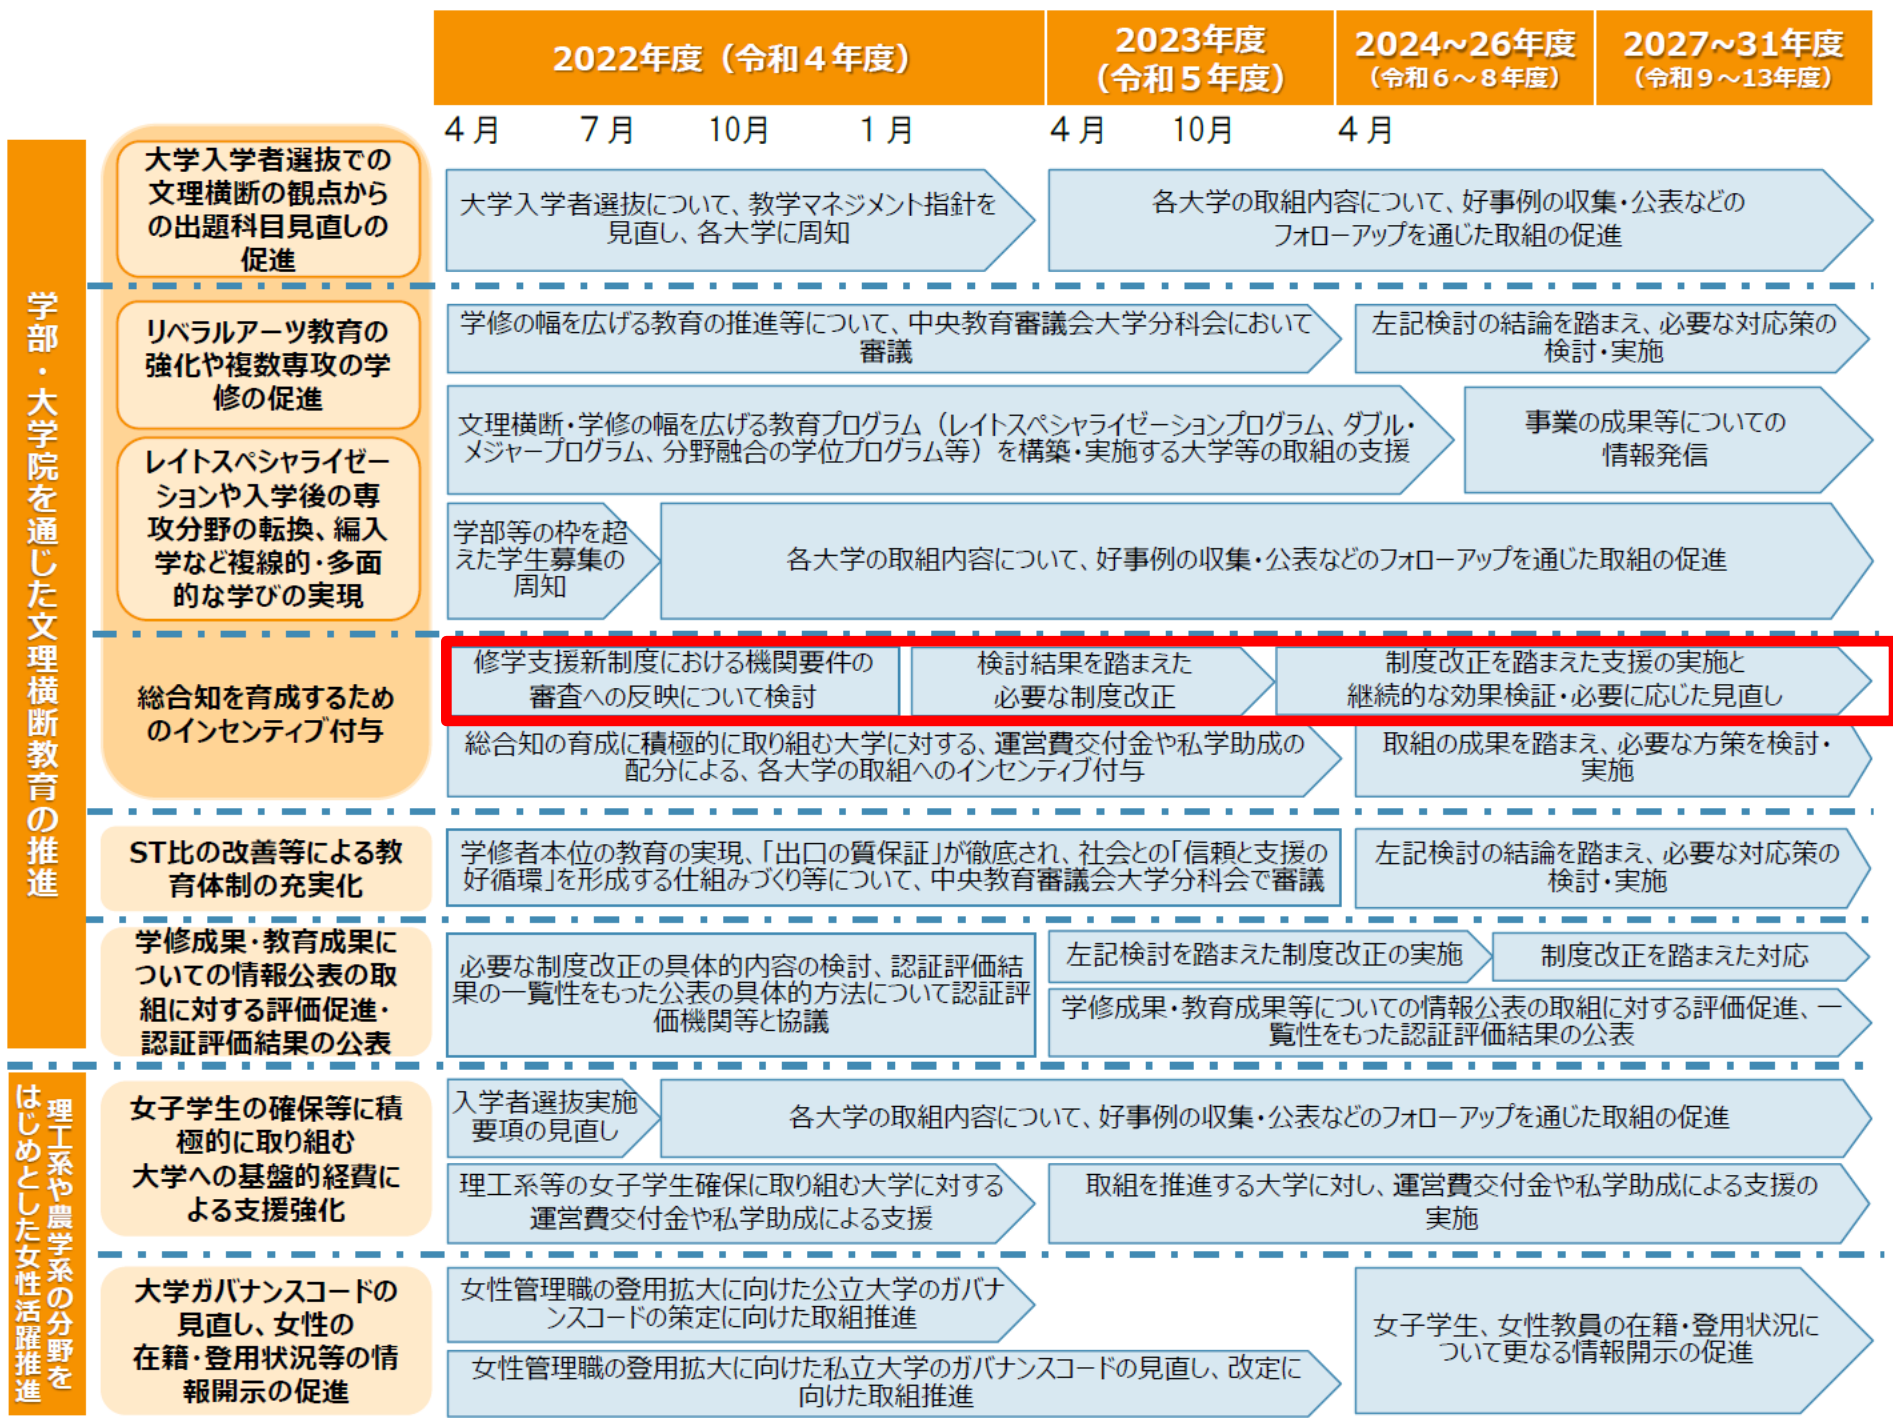 2022年度（令和４年度）
2023年度
（令和５年度）
2024~26年度
（令和６～８年度）
2027~31年度
（令和９～13年度）
４月
７月
10月
１月
４月
10月
４月
学部・大学院を通じた文理横断教育の推進
大学入学者選抜での
文理横断の観点から
の出題科目見直しの
促進
大学入学者選抜について、教学マネジメント指針を
見直し、各大学に周知
各大学の取組内容について、好事例の収集・公表などの
フォローアップを通じた取組の促進
リベラルアーツ教育の
強化や複数専攻の学
修の促進
学修の幅を広げる教育の推進等について、中央教育審議会大学分科会において
審議
左記検討の結論を踏まえ、必要な対応策の
検討・実施
文理横断・学修の幅を広げる教育プログラム（レイトスペシャライゼーションプログラム、ダブル・
メジャープログラム、分野融合の学位プログラム等）を構築・実施する大学等の取組の支援
事業の成果等についての
情報発信
レイトスペシャライゼー
ションや入学後の専
攻分野の転換、編入
学など複線的・多面
的な学びの実現
学部等の枠を超
えた学生募集の
周知
各大学の取組内容について、好事例の収集・公表などのフォローアップを通じた取組の促進
総合知を育成するため
のインセンティブ付与
修学支援新制度における機関要件の
審査への反映について検討
検討結果を踏まえた
必要な制度改正
制度改正を踏まえた支援の実施と
継続的な効果検証・必要に応じた見直し
総合知の育成に積極的に取り組む大学に対する、運営費交付金や私学助成の
配分による、各大学の取組へのインセンティブ付与
取組の成果を踏まえ、必要な方策を検討・
実施
ST比の改善等による教
育体制の充実化
学修者本位の教育の実現、「出口の質保証」が徹底され、社会との「信頼と支援の
好循環」を形成する仕組みづくり等について、中央教育審議会大学分科会で審議
左記検討の結論を踏まえ、必要な対応策の
検討・実施
学修成果・教育成果に
ついての情報公表の取
組に対する評価促進・
認証評価結果の公表
必要な制度改正の具体的内容の検討、認証評価結
果の一覧性をもった公表の具体的方法について認証評
価機関等と協議
左記検討を踏まえた制度改正の実施
制度改正を踏まえた対応
学修成果・教育成果等についての情報公表の取組に対する評価促進、一
覧性をもった認証評価結果の公表
理工系や農学系の分野を
はじめとした女性活躍推進
女子学生の確保等に積
極的に取り組む
大学への基盤的経費に
よる支援強化
入学者選抜実施
要項の見直し
各大学の取組内容について、好事例の収集・公表などのフォローアップを通じた取組の促進
理工系等の女子学生確保に取り組む大学に対する
運営費交付金や私学助成による支援
取組を推進する大学に対し、運営費交付金や私学助成による支援の
実施
大学ガバナンスコードの
見直し、女性の
在籍・登用状況等の情
報開示の促進
女性管理職の登用拡大に向けた公立大学のガバナ
ンスコードの策定に向けた取組推進
女性管理職の登用拡大に向けた私立大学のガバナンスコードの見直し、改定に
向けた取組推進
女子学生、女性教員の在籍・登用状況に
ついて更なる情報開示の促進